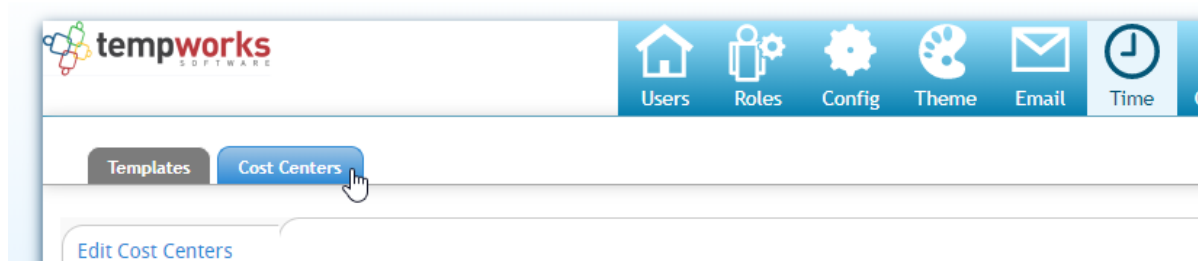 tempworks
SOFTWARE
Users Roles Config Theme Email Time
Templates Cost Centers
Edit Cost Centers